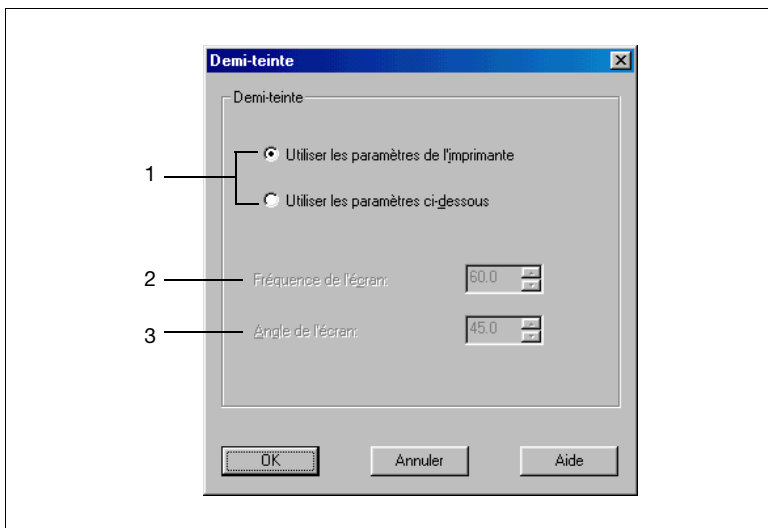 Demi-teinte
Demi-teinte
1
Utiliser les paramètres de l'imprimante
Utiliser les paramètres ci-dessous
2
Fréquence de l'écran: 60.0
3
Angle de l'écran: 45.0
OK Annuler Aide